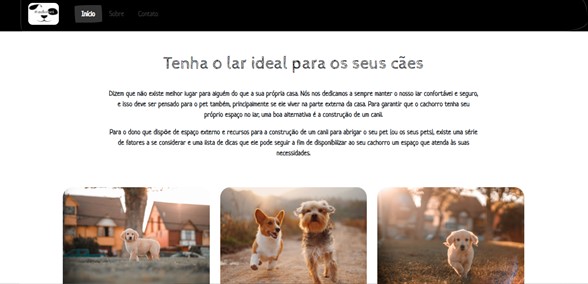 Início Sobre Contato
Tenha o lar ideal para os seus cães
Dizem que não existe melhor lugar para alguém do que a sua própria casa. Nós nos dedicamos a sempre manter o nosso lar confortável e seguro,
e isso deve ser pensado para o pet também, principalmente se ele viver na parte externa da casa. Para garantir que o cachorro tenha seu
próprio espaço no lar, uma boa alternativa é a construção de um canil.
Para o dono que dispõe de espaço externo e recursos para a construção de um canil para abrigar o seu pet (ou os seus pets), existe uma série
de fatores a se considerar e uma lista de dicas que ele pode seguir a fim de disponibilizar ao seu cachorro um espaço que atenda às suas
necessidades.